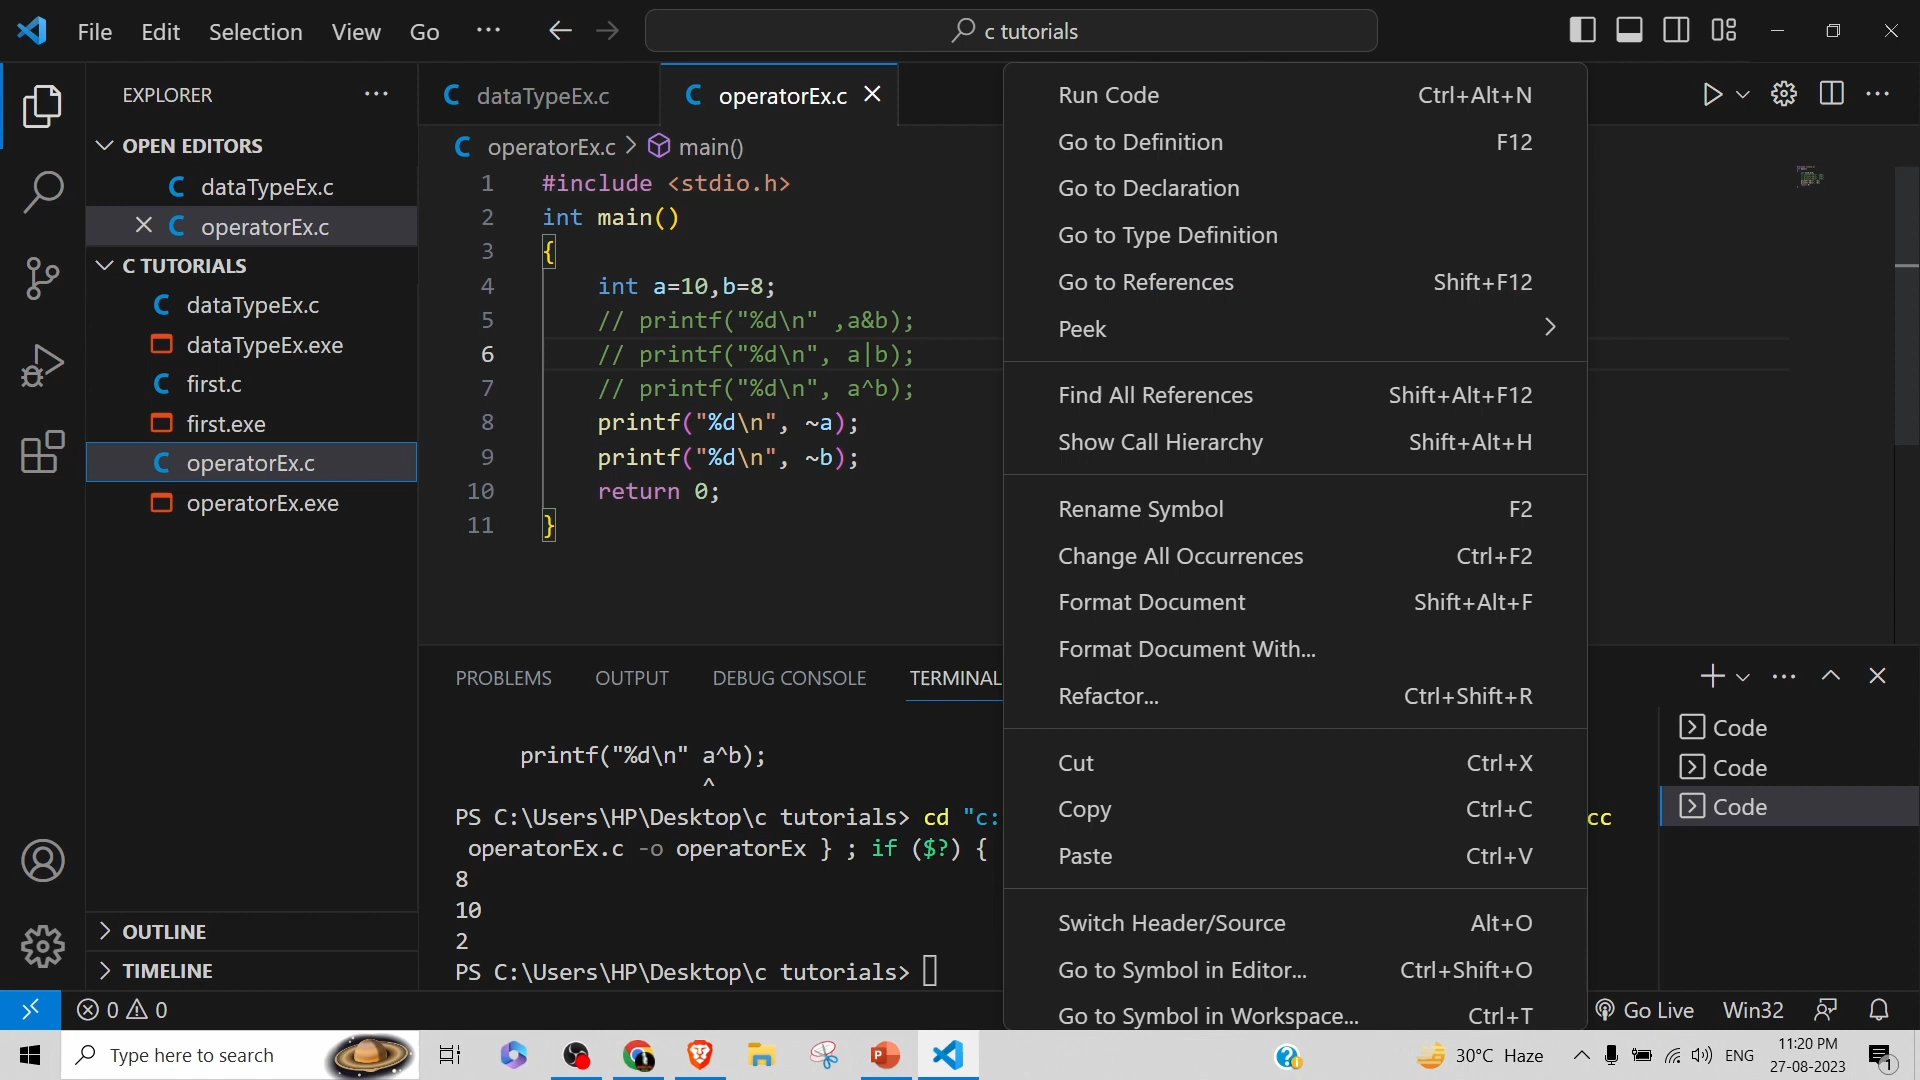 File Edit Selection View Go ··· c tutorials
EXPLORER
OPEN EDITORS
dataTypeEx.c
operatorEx.c
C TUTORIALS
dataTypeEx.c
dataTypeEx.exe
first.c
first.exe
operatorEx.c
operatorEx.exe
OUTLINE
TIMELINE
dataTypeEx.c operatorEx.c
operatorEx.c > main()
1 #include <stdio.h>
2 int main()
3 {
4 int a=10,b=8;
5 // printf("%d\n" ,a&b);
6 // printf("%d\n", a|b);
7 // printf("%d\n", a^b);
8 printf("%d\n", ~a);
9 printf("%d\n", ~b);
10 return 0;
11 }
Run Code Ctrl+Alt+N
Go to Definition F12
Go to Declaration
Go to Type Definition
Go to References Shift+F12
Peek
Find All References Shift+Alt+F12
Show Call Hierarchy Shift+Alt+H
Rename Symbol F2
Change All Occurrences Ctrl+F2
Format Document Shift+Alt+F
Format Document With...
Refactor... Ctrl+Shift+R
Cut Ctrl+X
Copy Ctrl+C
Paste Ctrl+V
Switch Header/Source Alt+O
Go to Symbol in Editor... Ctrl+Shift+O
Go to Symbol in Workspace... Ctrl+T
PROBLEMS OUTPUT DEBUG CONSOLE TERMINAL
printf("%d\n" a^b);
^
PS C:\Users\HP\Desktop\c tutorials> cd "c: cc
operatorEx.c -o operatorEx } ; if ($?) {
8
10
2
PS C:\Users\HP\Desktop\c tutorials>
Code
Code
Code
0 0 Go Live Win32
Type here to search 30°C Haze ENG 11:20 PM
27-08-2023 1